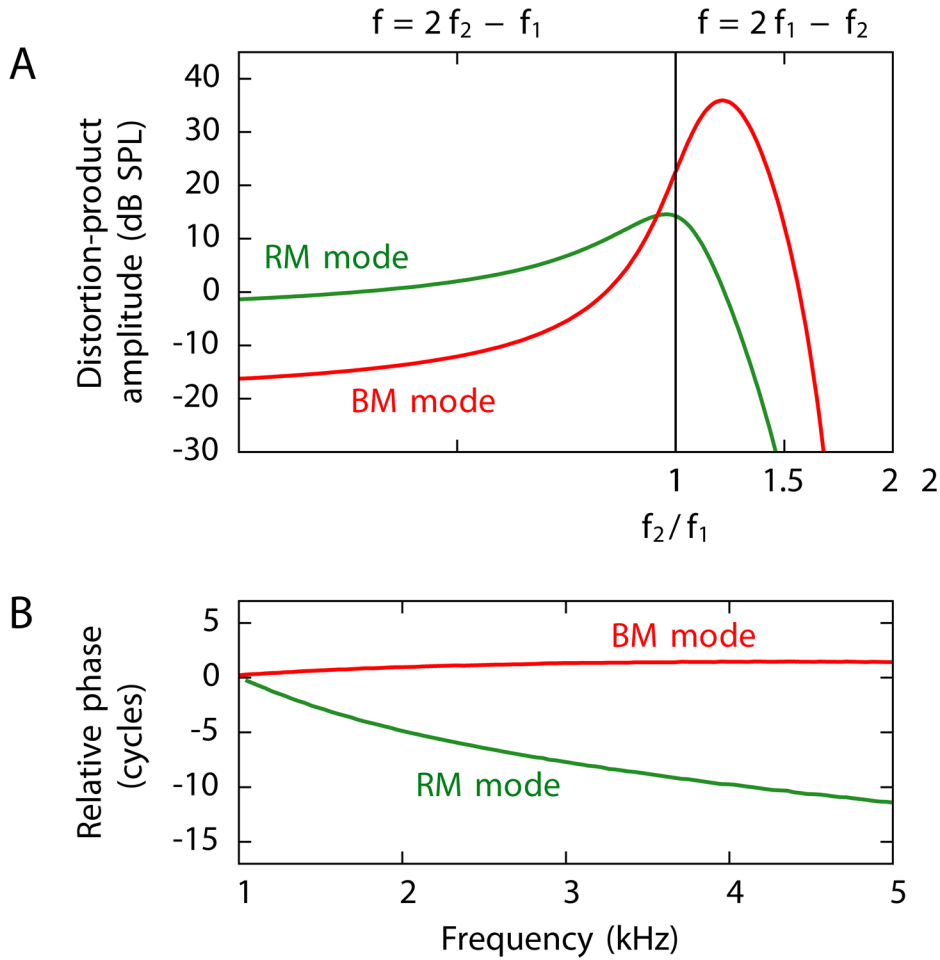 f = 2 f₂ − f₁
f = 2 f₁ − f₂
A
Distortion-product
amplitude (dB SPL)
40
30
20
10
0
-10
-20
-30
RM mode
BM mode
1
1.5
2
2
f₂ / f₁
B
Relative phase
(cycles)
5
0
-5
-10
-15
BM mode
RM mode
1
2
3
4
5
Frequency (kHz)